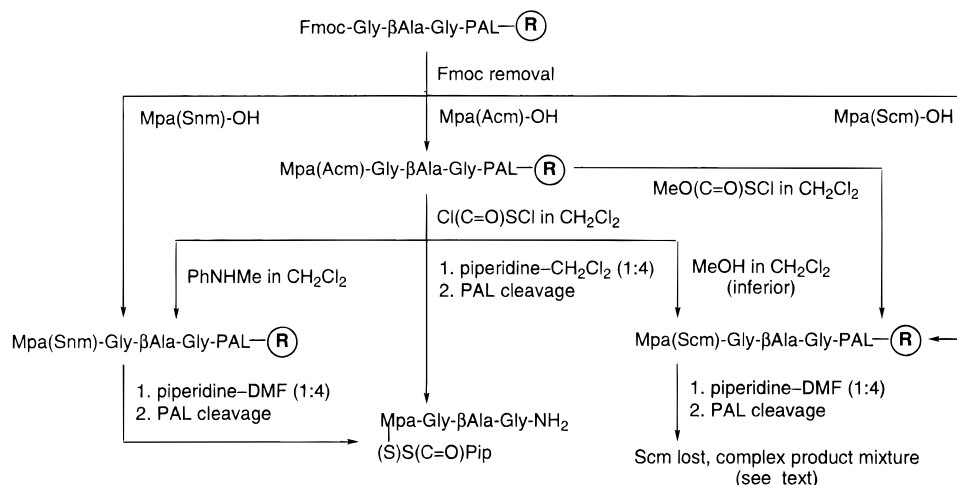 Fmoc-Gly-βAla-Gly-PAL—R
Fmoc removal
Mpa(Snm)-OH
Mpa(Acm)-OH
Mpa(Scm)-OH
Mpa(Acm)-Gly-βAla-Gly-PAL—R
MeO(C=O)SCl in CH₂Cl₂
Cl(C=O)SCl in CH₂Cl₂
PhNHMe in CH₂Cl₂
1. piperidine–CH₂Cl₂ (1:4)
2. PAL cleavage
MeOH in CH₂Cl₂
(inferior)
Mpa(Snm)-Gly-βAla-Gly-PAL—R
Mpa(Scm)-Gly-βAla-Gly-PAL—R
1. piperidine–DMF (1:4)
2. PAL cleavage
1. piperidine–DMF (1:4)
2. PAL cleavage
Mpa-Gly-βAla-Gly-NH₂
(S)S(C=O)Pip
Scm lost, complex product mixture
(see text)